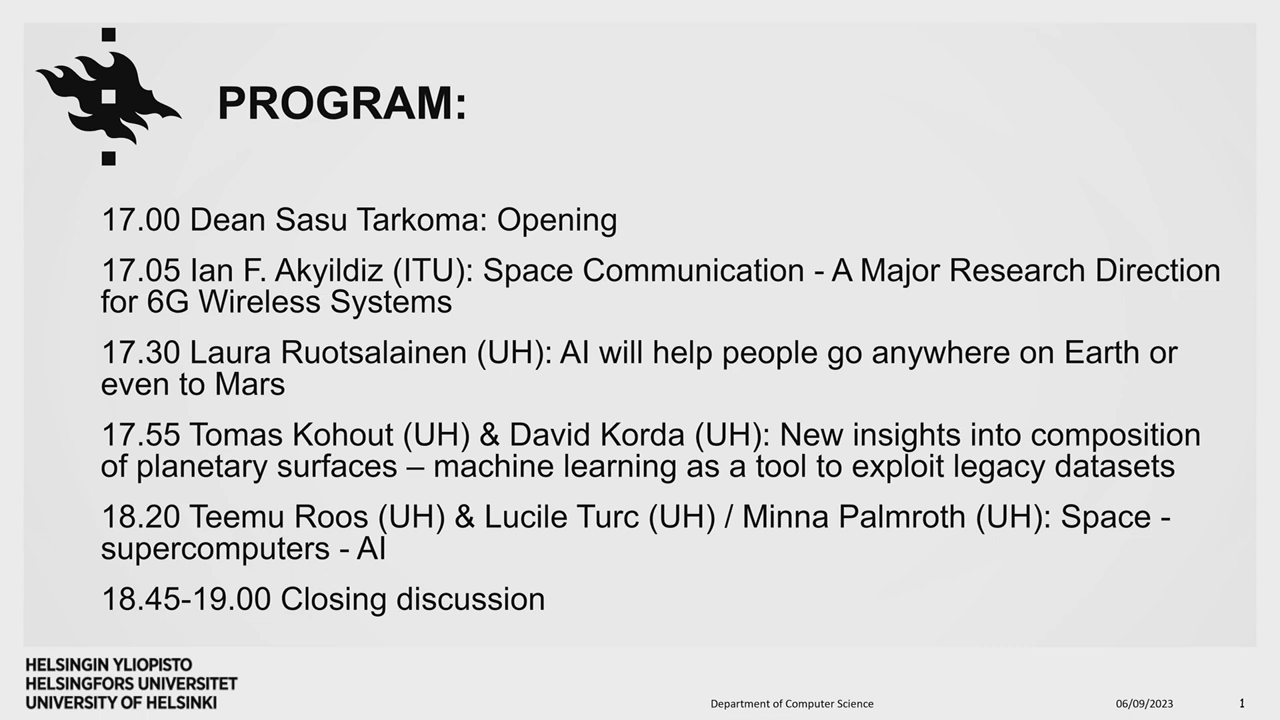 PROGRAM:
17.00 Dean Sasu Tarkoma: Opening
17.05 Ian F. Akyildiz (ITU): Space Communication - A Major Research Direction
for 6G Wireless Systems
17.30 Laura Ruotsalainen (UH): AI will help people go anywhere on Earth or
even to Mars
17.55 Tomas Kohout (UH) & David Korda (UH): New insights into composition
of planetary surfaces – machine learning as a tool to exploit legacy datasets
18.20 Teemu Roos (UH) & Lucile Turc (UH) / Minna Palmroth (UH): Space -
supercomputers - AI
18.45-19.00 Closing discussion
HELSINGIN YLIOPISTO
HELSINGFORS UNIVERSITET
UNIVERSITY OF HELSINKI
Department of Computer Science
06/09/2023
1